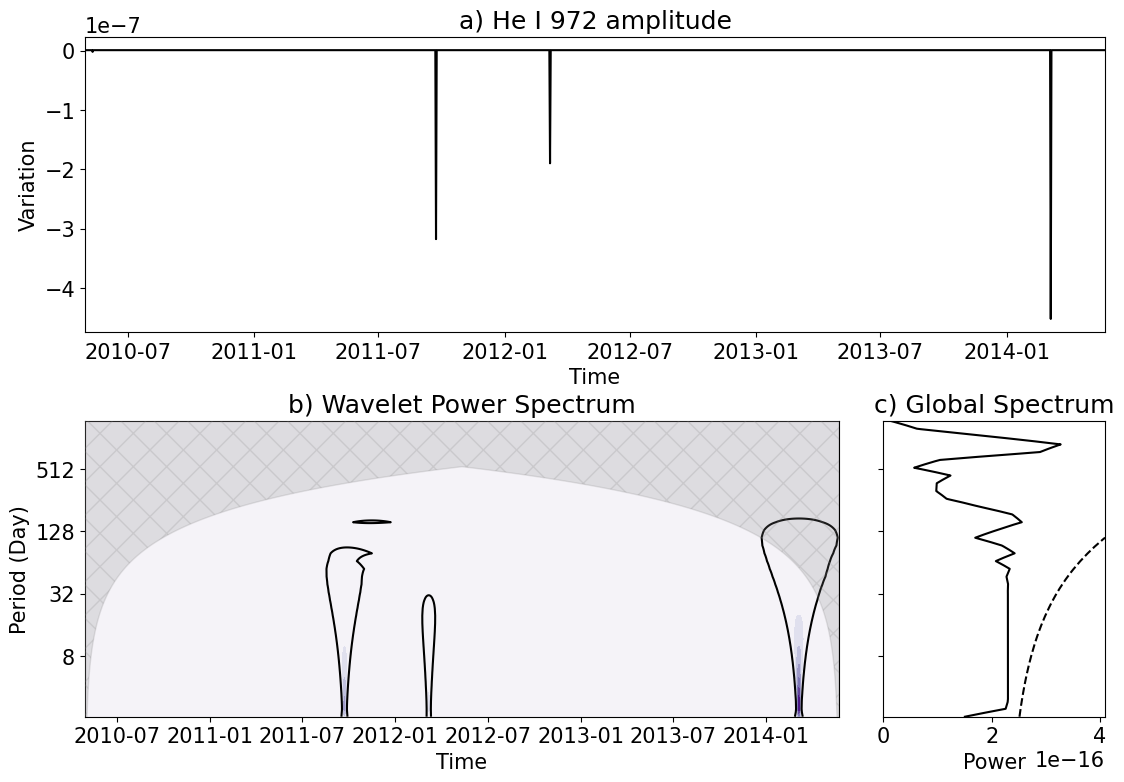 a) He I 972 amplitude
1e−7
Variation
0
−1
−2
−3
−4
2010-07 2011-01 2011-07 2012-01 2012-07 2013-01 2013-07 2014-01
Time
b) Wavelet Power Spectrum
Period (Day)
512
128
32
8
2010-07 2011-01 2011-07 2012-01 2012-07 2013-01 2013-07 2014-01
Time
c) Global Spectrum
0 2 4
Power 1e−16